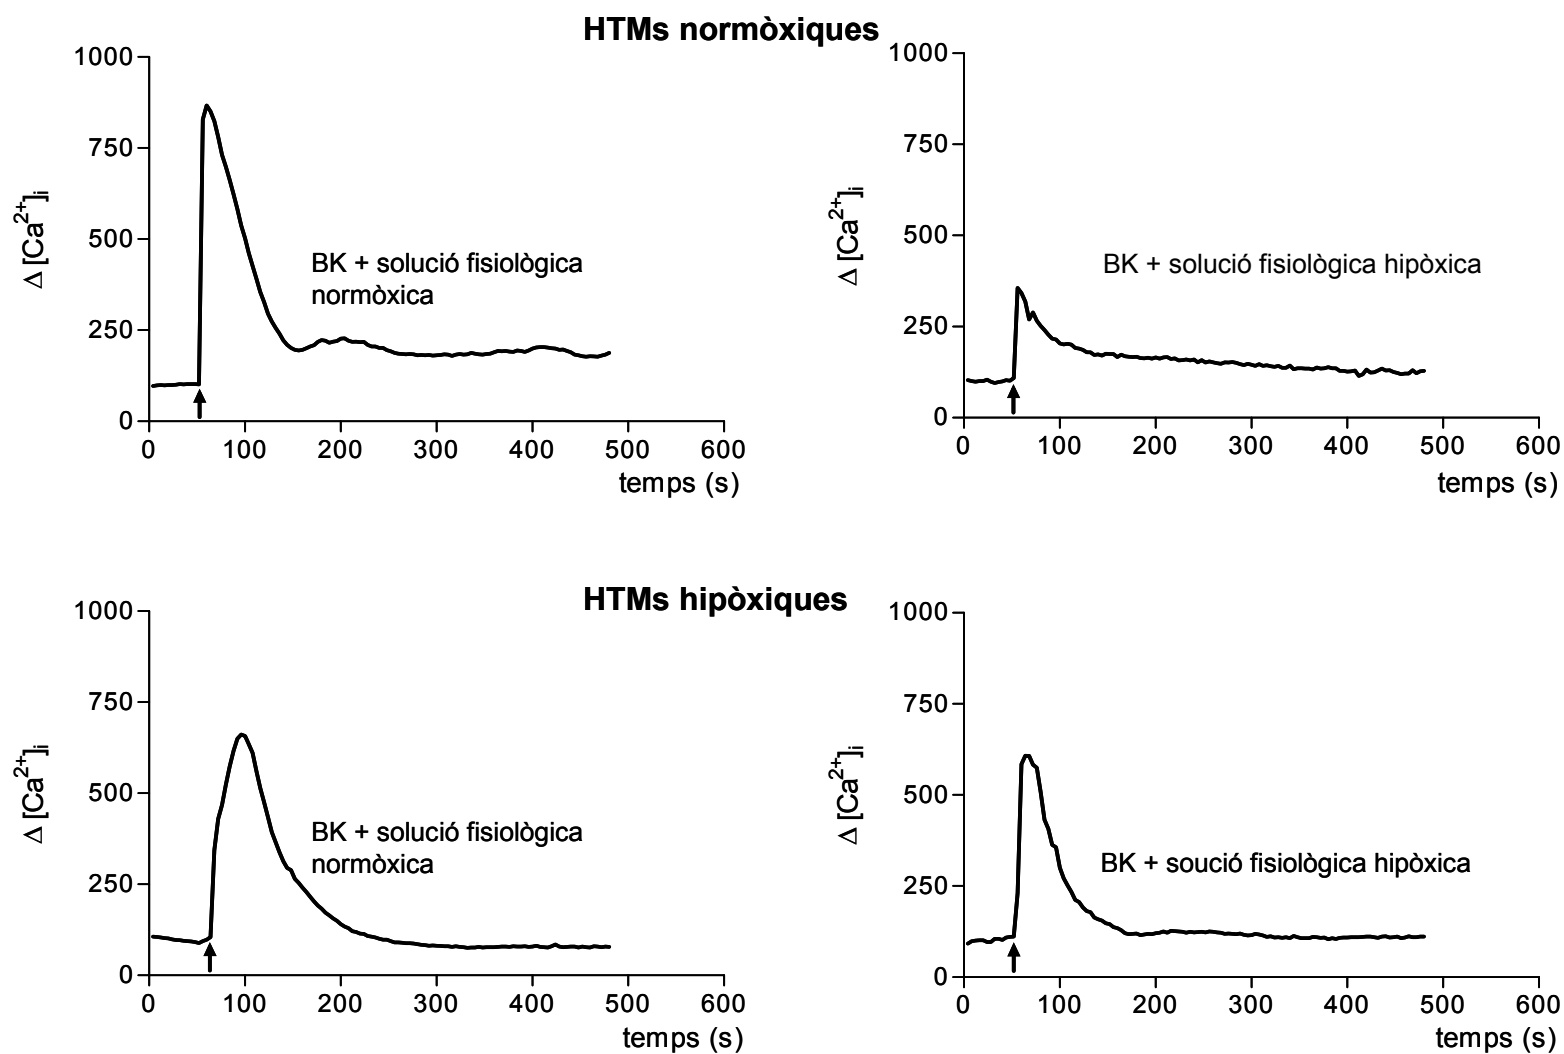 HTMs normòxiques
1000
750
500
250
0
Δ [Ca2+]i
BK + solució fisiològica
normòxica
0 100 200 300 400 500 600
temps (s)
1000
750
500
250
0
Δ [Ca2+]i
BK + solució fisiològica hipòxica
0 100 200 300 400 500 600
temps (s)
HTMs hipòxiques
1000
750
500
250
0
Δ [Ca2+]i
BK + solució fisiològica
normòxica
0 100 200 300 400 500 600
temps (s)
1000
750
500
250
0
Δ [Ca2+]i
BK + soució fisiològica hipòxica
0 100 200 300 400 500 600
temps (s)